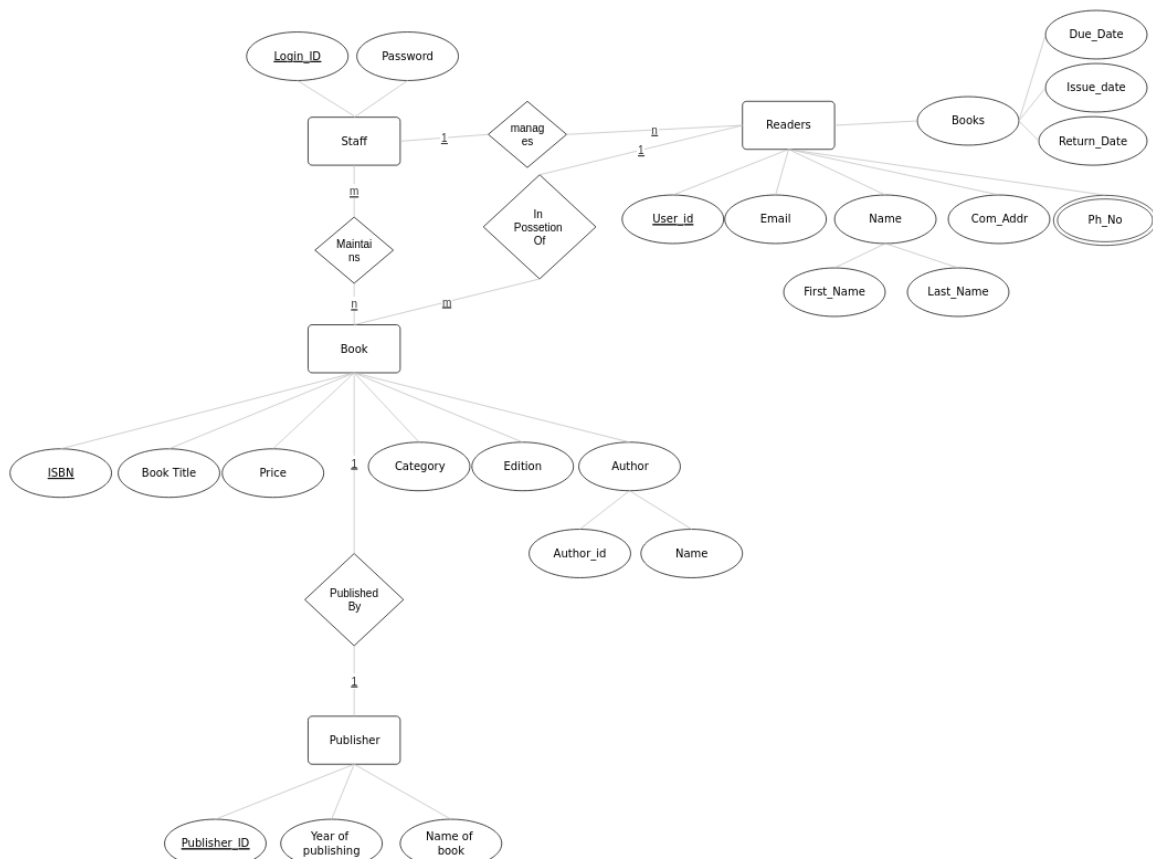 Due_Date
Login_ID
Password
Issue_date
Books
Readers
manag
es
Staff
1
n
1
Return_Date
m
In
Possetion
Of
User_id
Email
Name
Com_Addr
Ph_No
Maintai
ns
First_Name
Last_Name
n
m
Book
ISBN
Book Title
Price
1
Category
Edition
Author
Author_id
Name
Published
By
1
Publisher
Publisher_ID
Year of
publishing
Name of
book